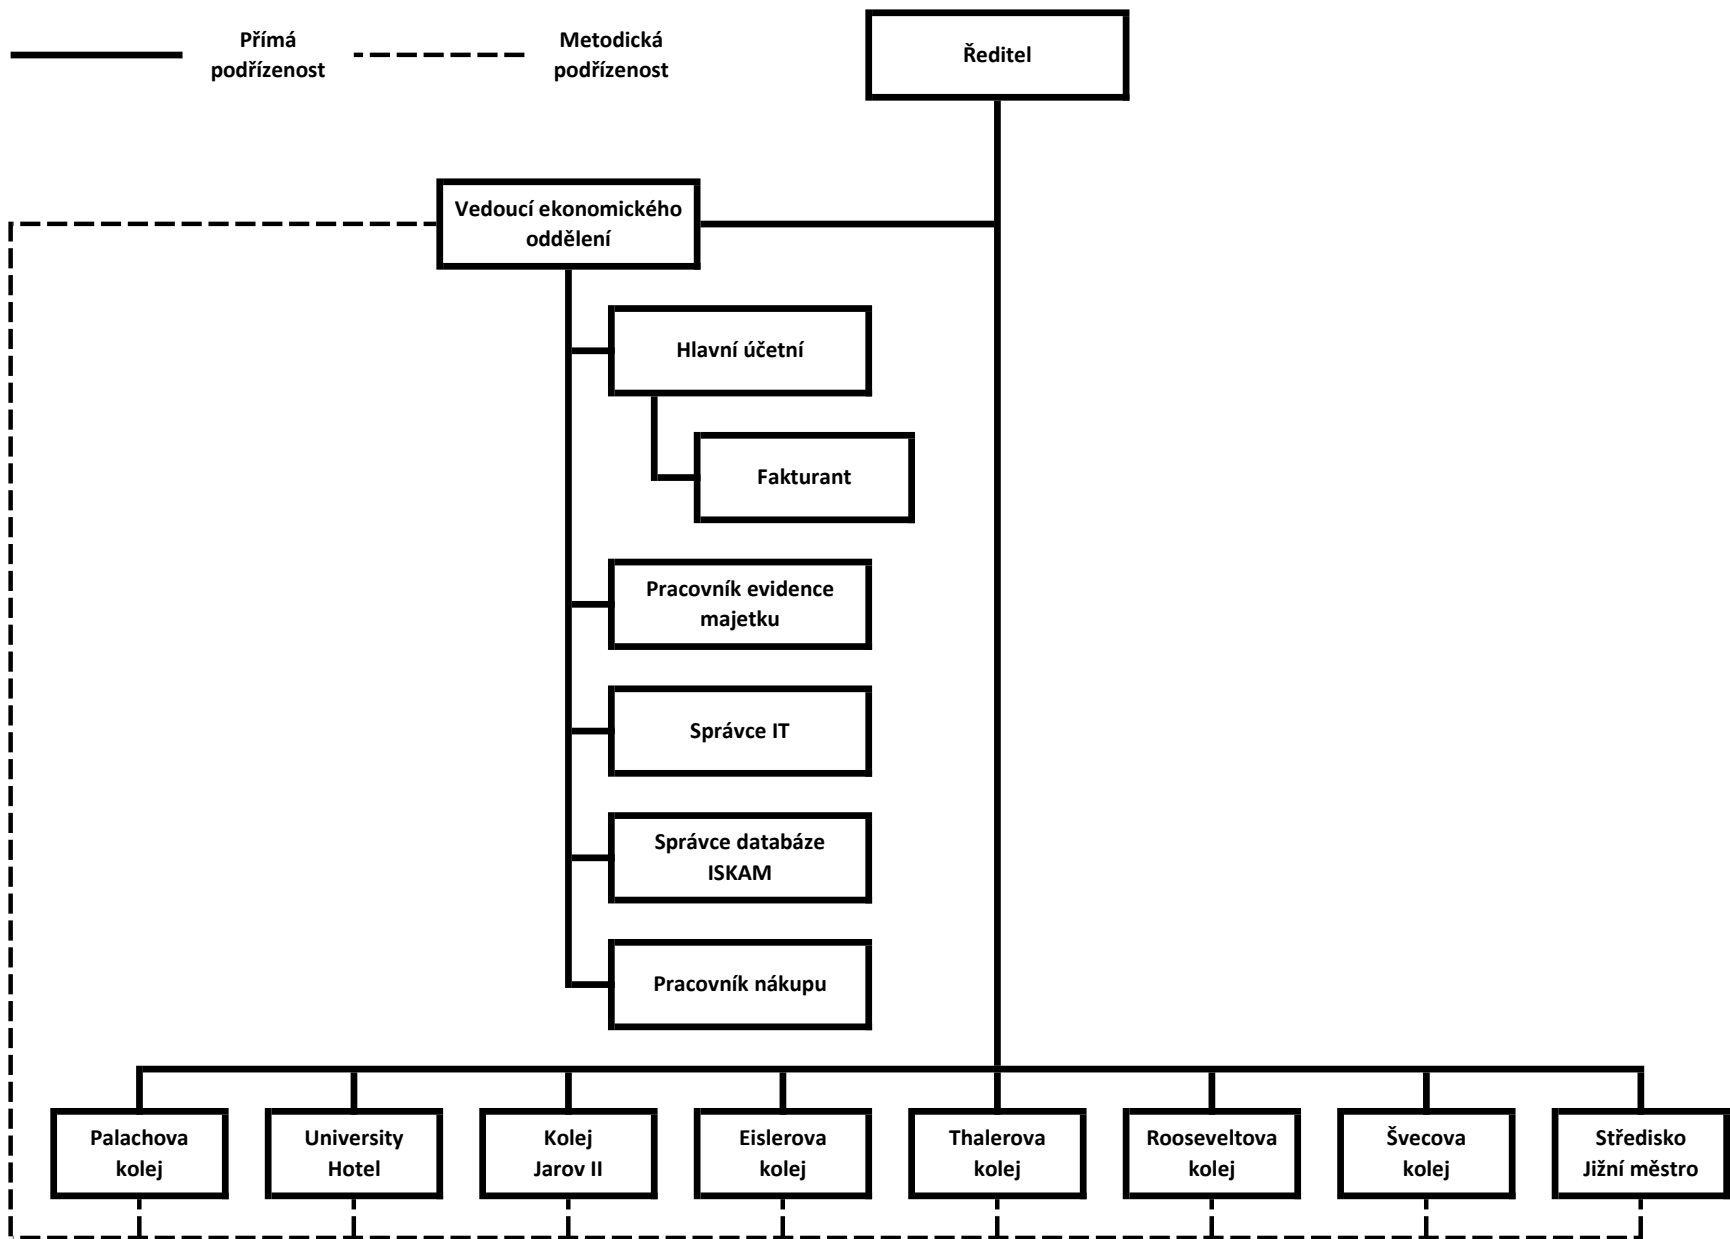 Přímá
podřízenost
Metodická
podřízenost
Ředitel
Vedoucí ekonomického
oddělení
Hlavní účetní
Fakturant
Pracovník evidence
majetku
Správce IT
Správce databáze
ISKAM
Pracovník nákupu
Palachova
kolej
University
Hotel
Kolej
Jarov II
Eislerova
kolej
Thalerova
kolej
Rooseveltova
kolej
Švecova
kolej
Středisko
Jižní městro